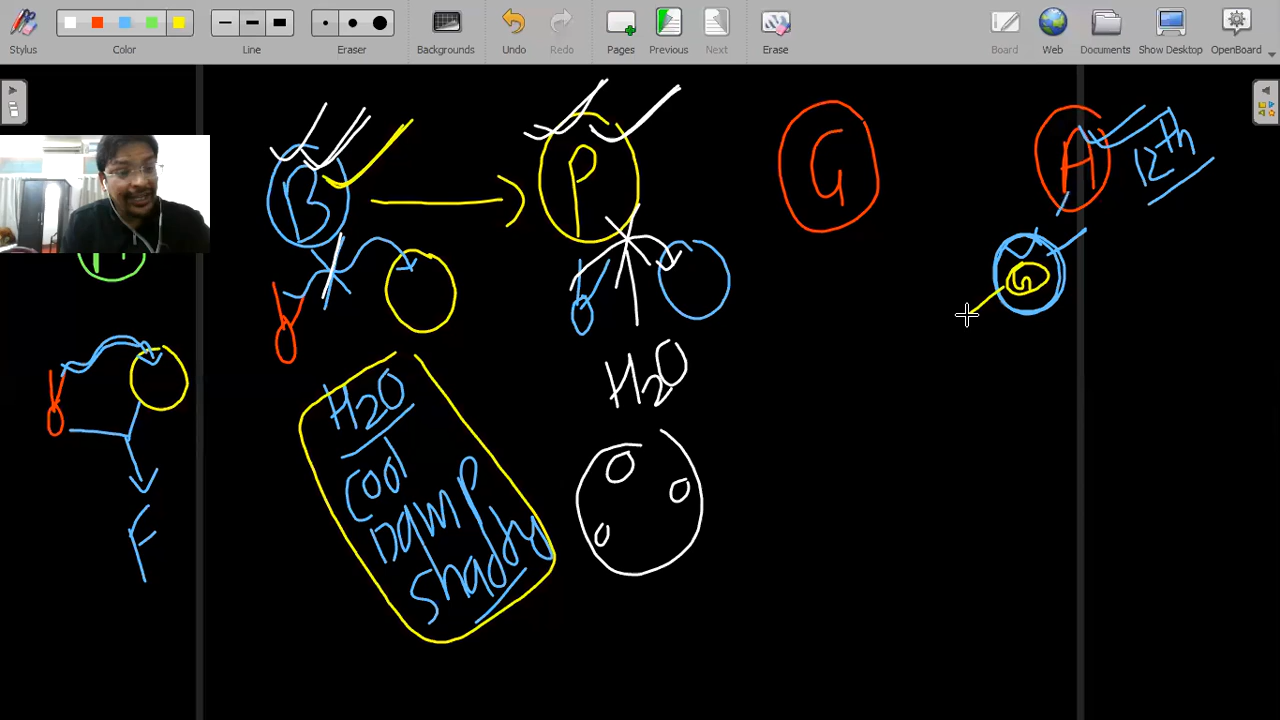 Stylus
Color
Line
Eraser
Backgrounds
Undo
Redo
Pages
Previous
Next
Erase
Board
Web
Documents
Show Desktop
OpenBoard
B
P
G
A
12th
G
H2O
Cool
Damp
shaddy
H2O
F